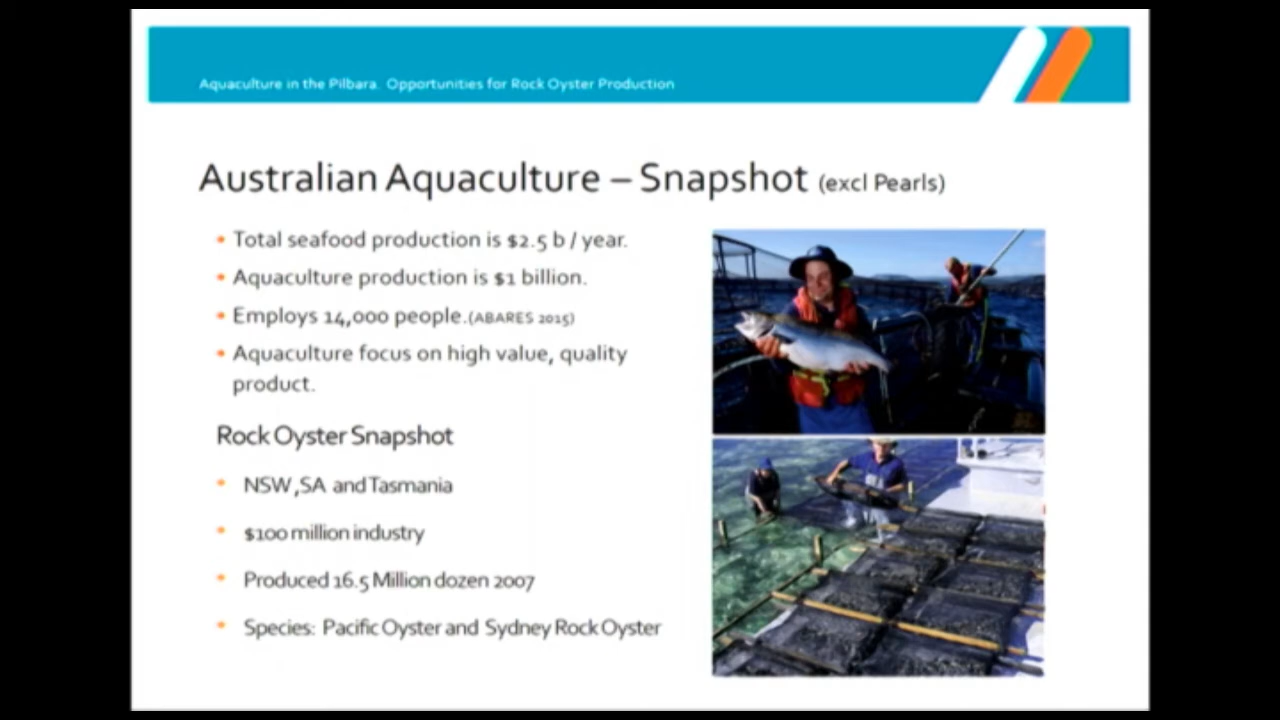 Aquaculture in the Pilbara. Opportunities for Rock Oyster Production
Australian Aquaculture – Snapshot (excl Pearls)
• Total seafood production is $2.5 b / year.
• Aquaculture production is $1 billion.
• Employs 14,000 people.(ABARES 2015)
• Aquaculture focus on high value, quality
product.
Rock Oyster Snapshot
• NSW ,SA and Tasmania
• $100 million industry
• Produced 16.5 Million dozen 2007
• Species: Pacific Oyster and Sydney Rock Oyster